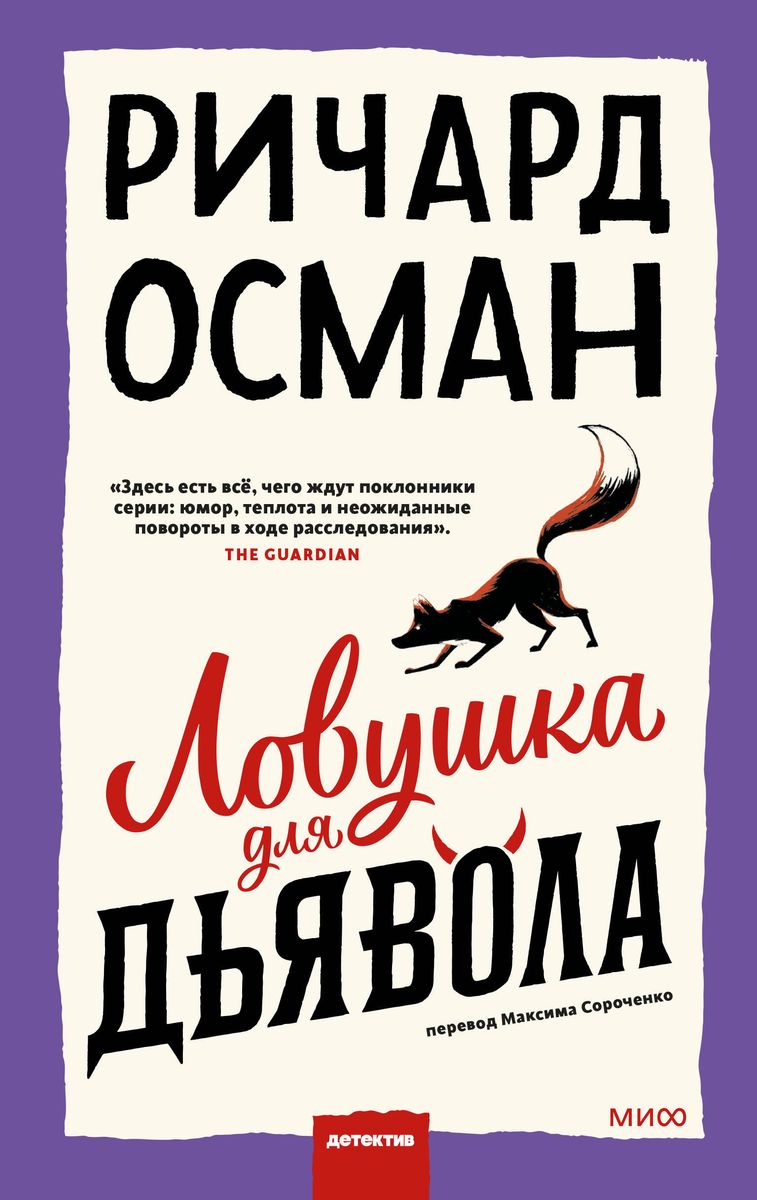 РИЧАРД
ОСМАН
«Здесь есть всё, чего ждут поклонники
серии: юмор, теплота и неожиданные
повороты в ходе расследования».
THE GUARDIAN
Ловушка
для
ДЬЯВОЛА
перевод Максима Сороченко
миф
детектив